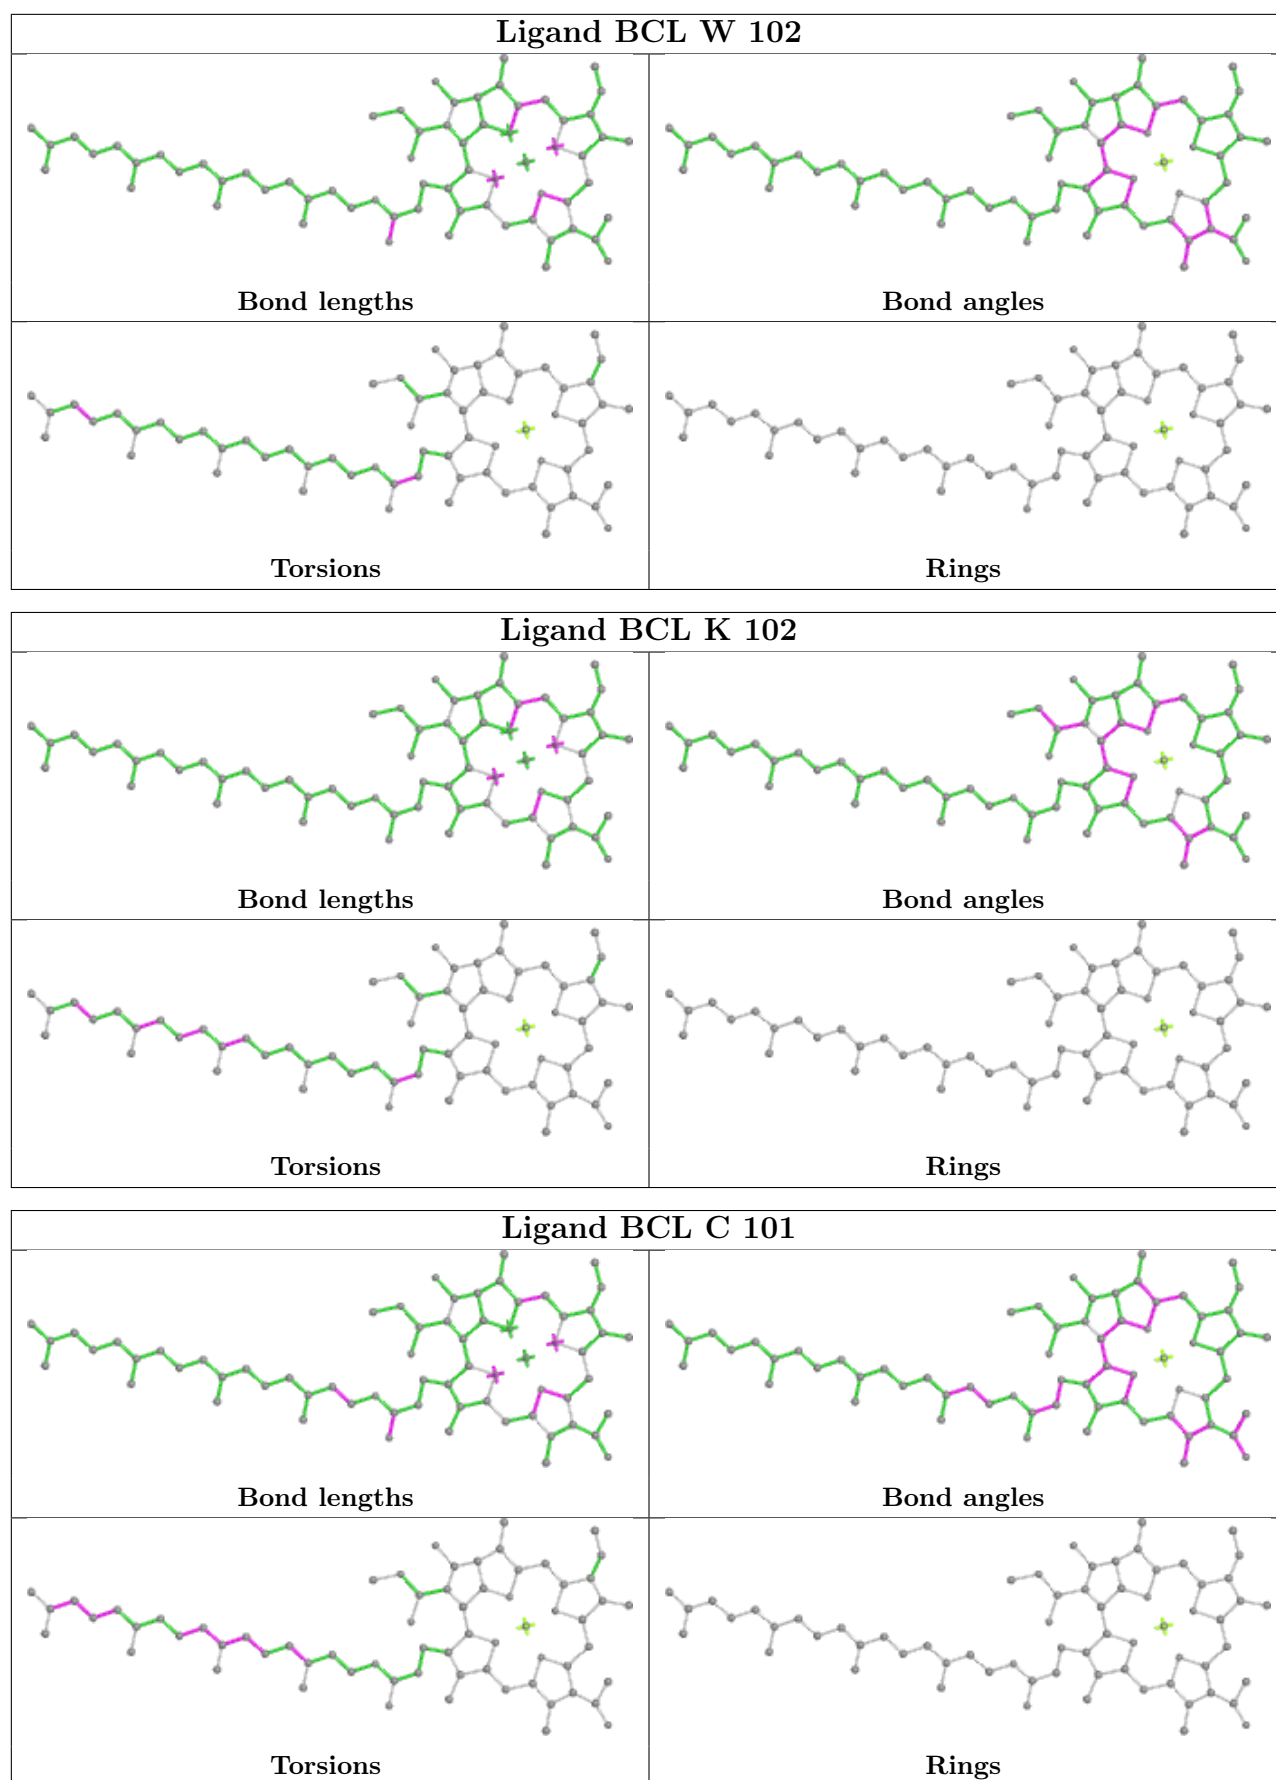 Ligand BCL W 102
Bond lengths
Bond angles
Torsions
Rings
Ligand BCL K 102
Bond lengths
Bond angles
Torsions
Rings
Ligand BCL C 101
Bond lengths
Bond angles
Torsions
Rings